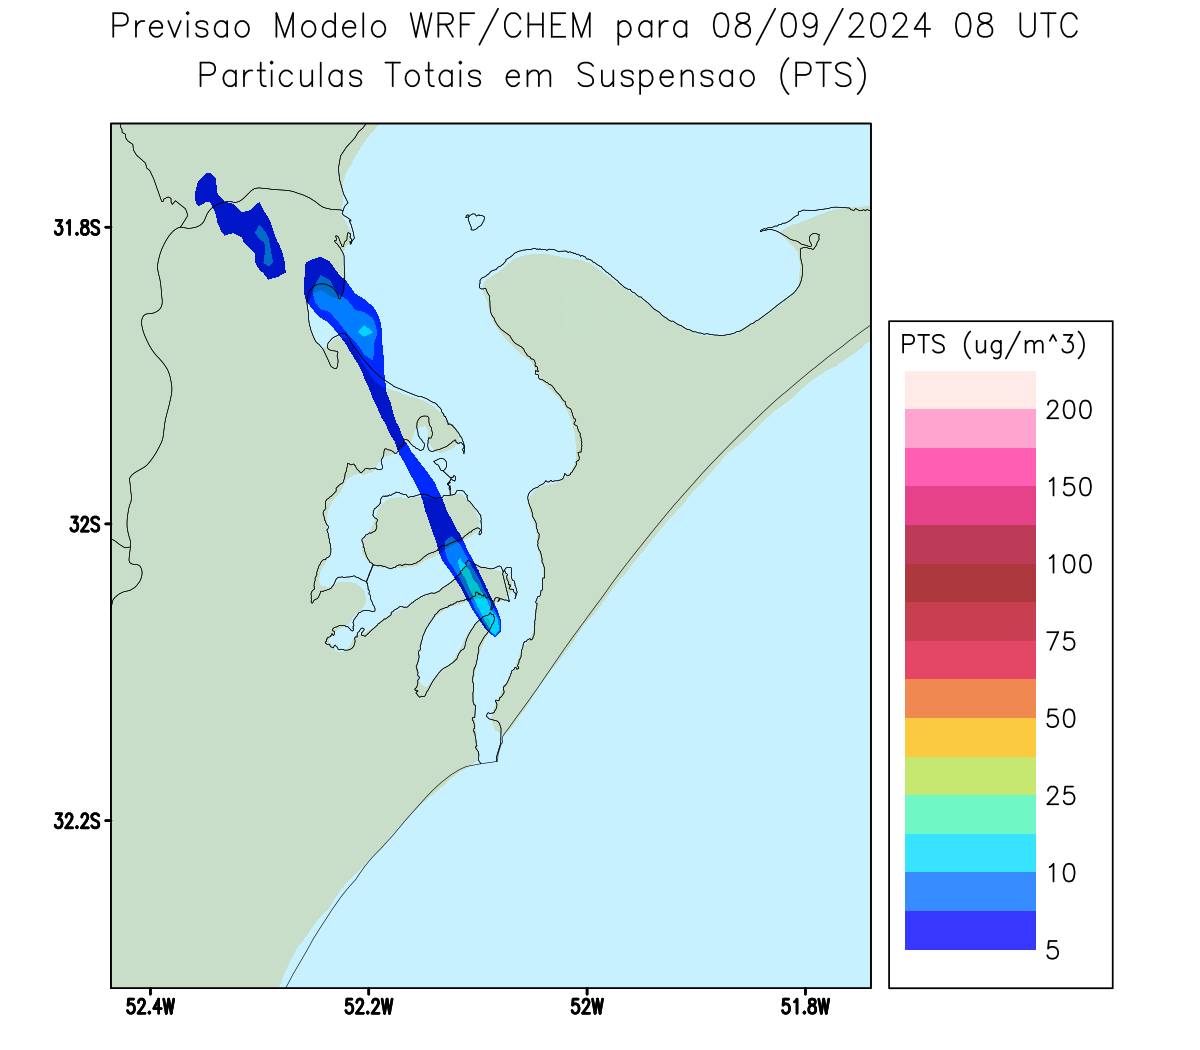 Previsao Modelo WRF/CHEM para 08/09/2024 08 UTC
Particulas Totais em Suspensao (PTS)
31.8S
32S
32.2S
52.4W 52.2W 52W 51.8W
PTS (ug/m^3)
200
150
100
75
50
25
10
5